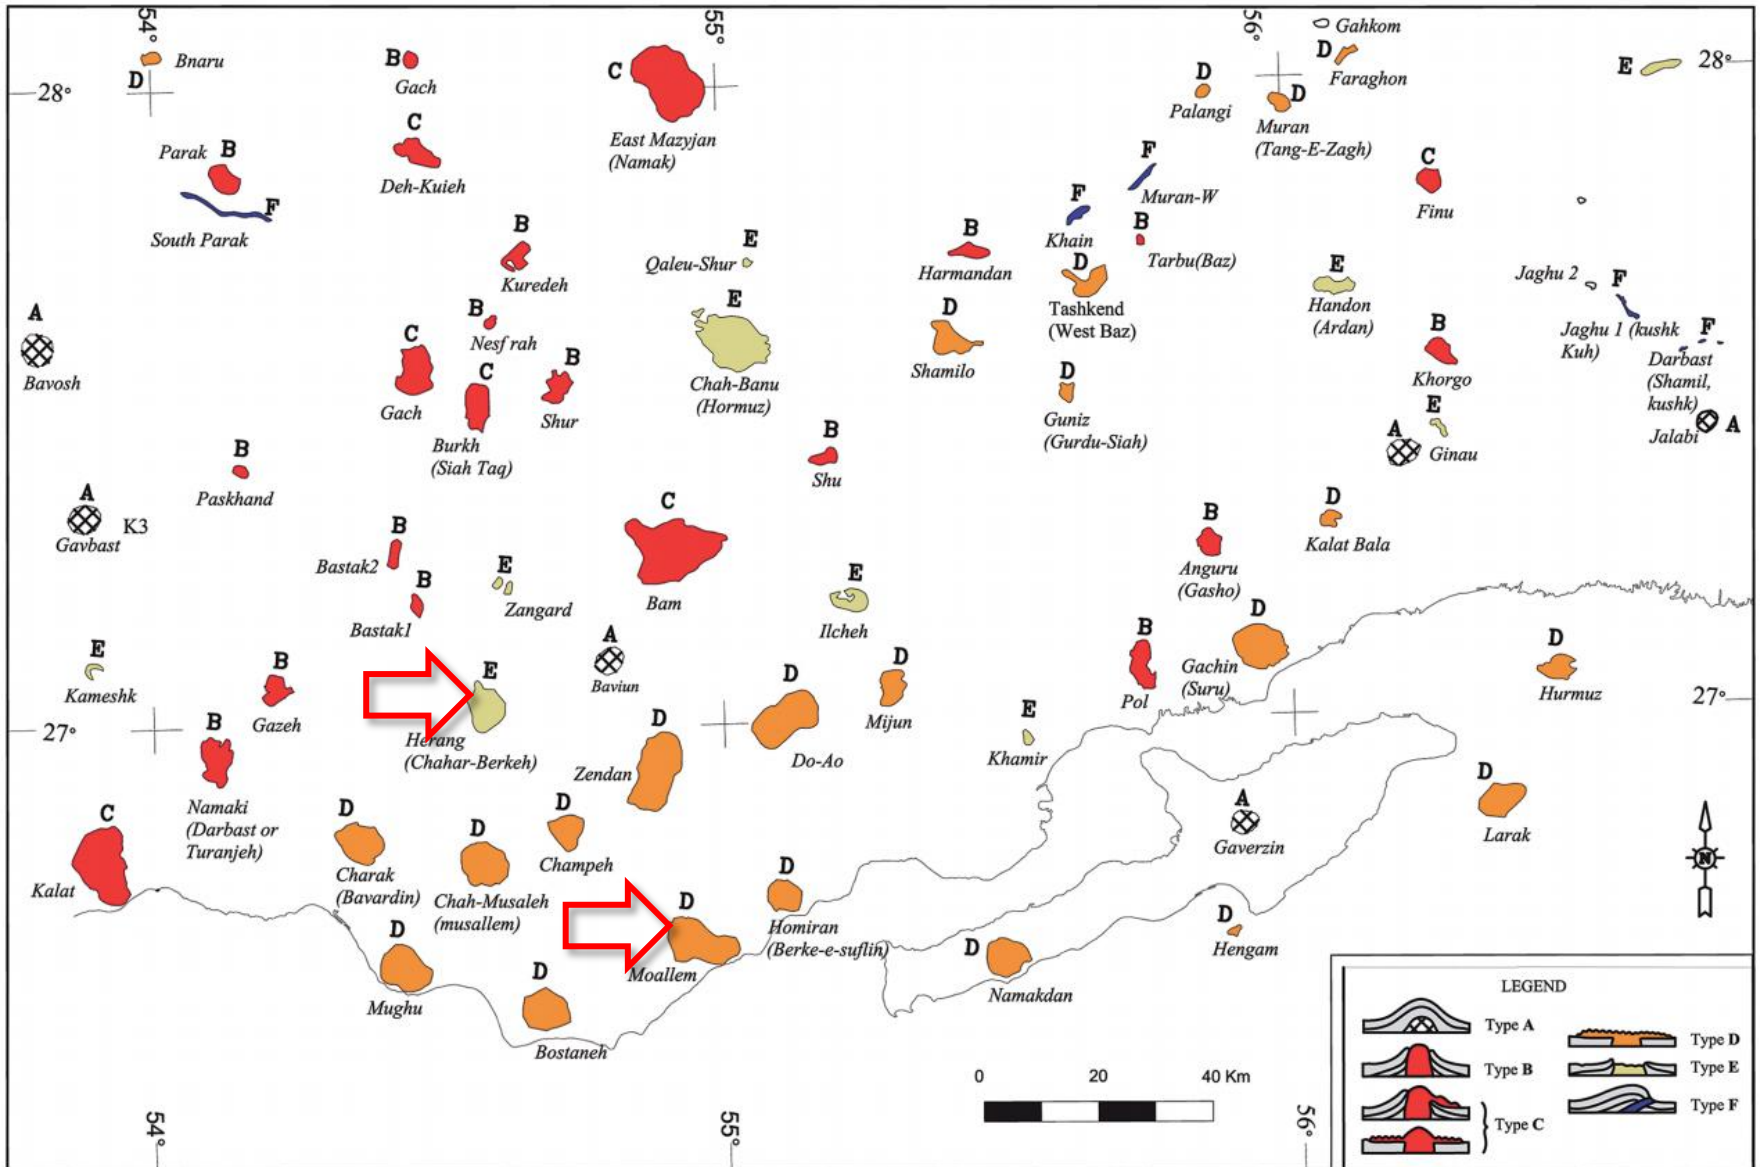 54°
55°
56°
Gahkom
D
Faraghon
B
Gach
C
East Mazyjan
(Namak)
Bnaru
D
28°
E
28°
D
Palangi
D
Muran
(Tang-E-Zagh)
Parak B
C
Deh-Kuieh
F
South Parak
F
Muran-W
C
Finu
F
Khain
B
Tarbu(Baz)
B
Kuredeh
E
Qaleu-Shur
B
Harmandan
D
Tashkend
(West Baz)
E
Handon
(Ardan)
Jaghu 2
F
Jaghu 1 (kushk
Kuh)
F
Darbast
(Shamil,
kushk)
A
Bavosh
B
Nesf rah
E
Chah-Banu
(Hormuz)
D
Shamilo
B
Khorgo
C
Gach
C
Burkh
(Siah Taq)
B
Shur
D
Guniz
(Gurdu-Siah)
E
Ginau
A
Jalabi
A
B
Paskhand
B
Shu
A
Gavbast
K3
C
Bam
D
Kalat Bala
B
Bastak2
B
Bastak1
E
Zangard
E
Ilcheh
B
Anguru
(Gasho)
E
Kameshk
B
Gazeh
E
Herang
(Chahar-Berkeh)
A
Baviun
D
Do-Ao
D
Mijun
B
Pol
D
Gachin
(Suru)
D
Hurmuz
27°
27°
B
Namaki
(Darbast or
Turanjeh)
D
Zendan
E
Khamir
C
Kalat
D
Charak
(Bavardin)
D
Chah-Musaleh
(musallem)
D
Champeh
A
Gaverzin
D
Larak
N
D
Mughu
D
Bostaneh
D
Moallem
D
Homiran
(Berke-e-suflin)
D
Namakdan
D
Hengam
0 20 40 Km
54°
55°
56°
LEGEND
Type A
Type B
Type C
Type D
Type E
Type F